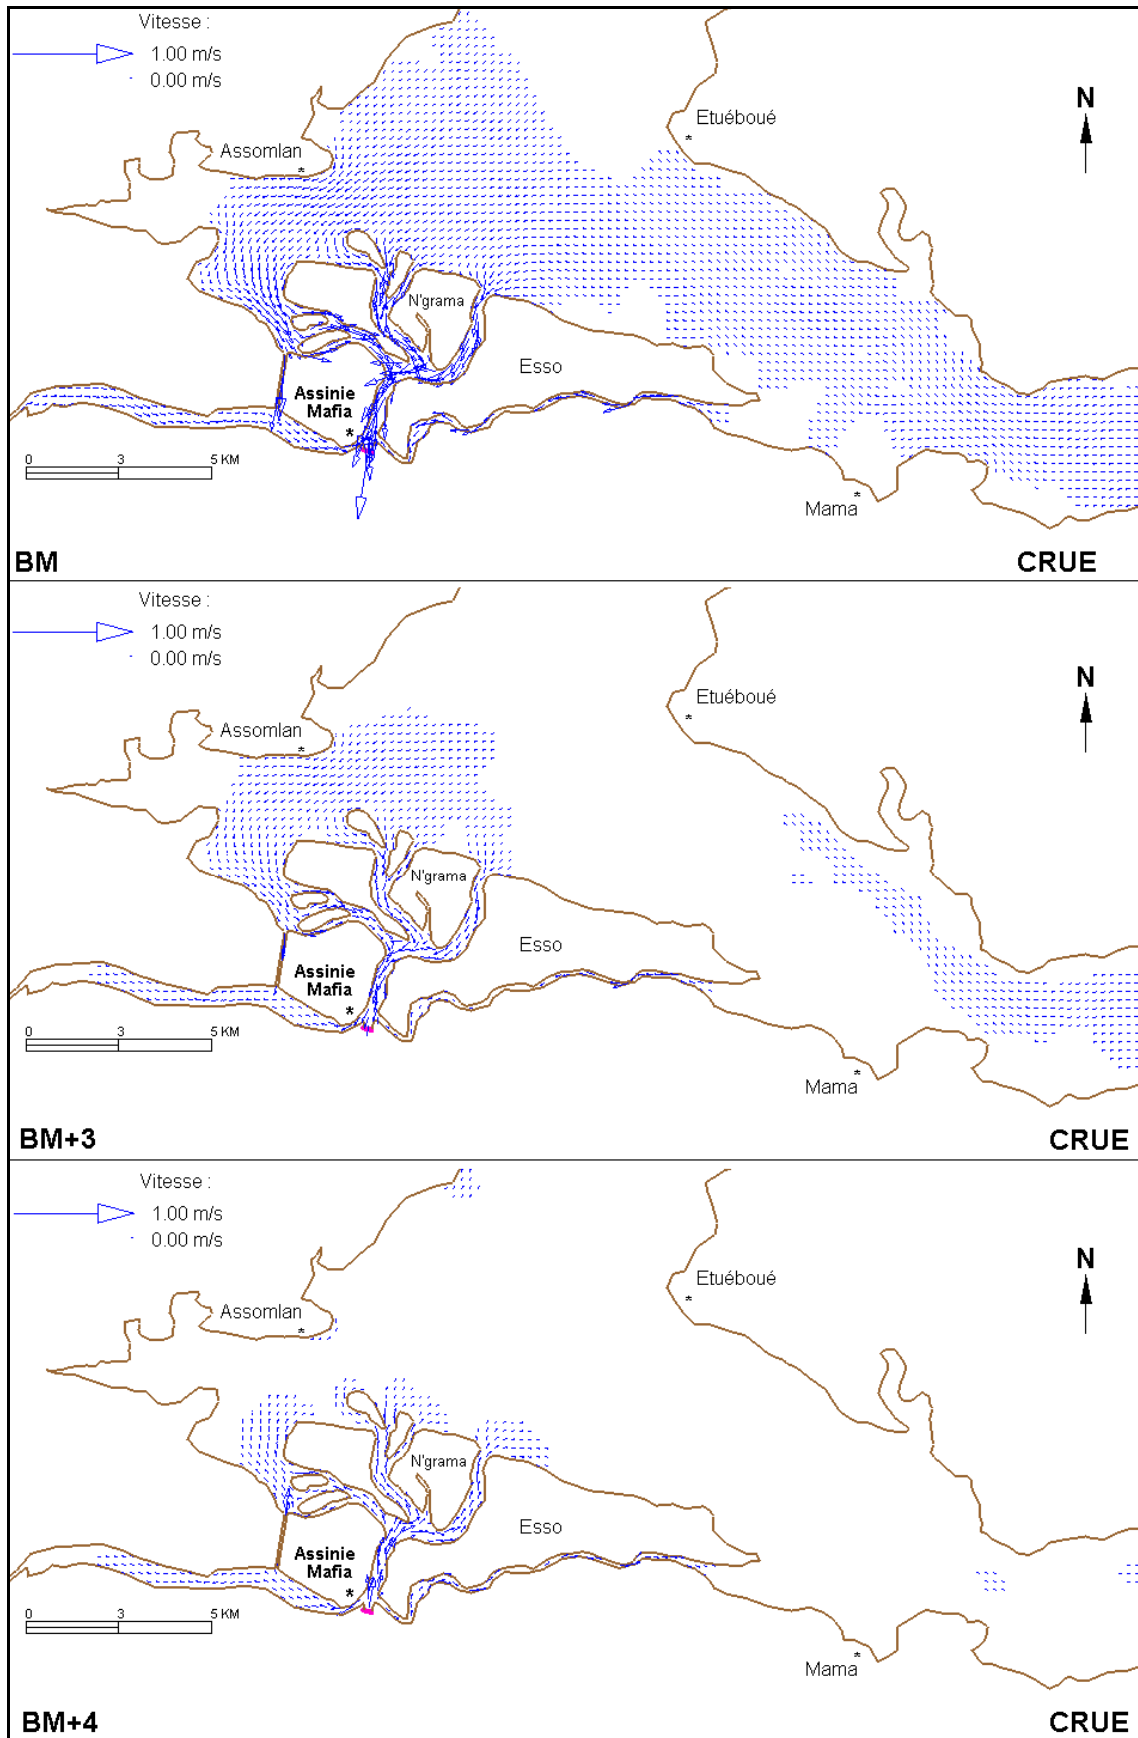 Vitesse :
1.00 m/s
0.00 m/s
Etuéboué
*
N
Assomlan
*
N'grama
Esso
Assinie
Mafia
*
0 3 5 KM
Mama
*
BM
CRUE
Vitesse :
1.00 m/s
0.00 m/s
Etuéboué
*
N
Assomlan
*
N'grama
Esso
Assinie
Mafia
*
0 3 5 KM
Mama
*
BM+3
CRUE
Vitesse :
1.00 m/s
0.00 m/s
Etuéboué
*
N
Assomlan
*
N'grama
Esso
Assinie
Mafia
*
0 3 5 KM
Mama
*
BM+4
CRUE